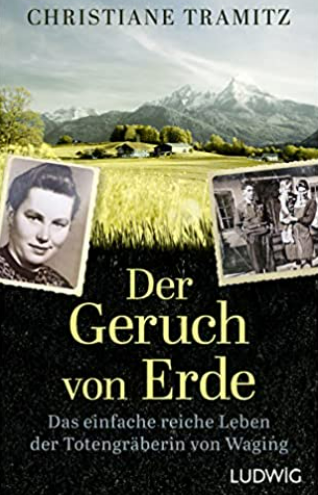 CHRISTIANE TRAMITZ
Der
Geruch
von Erde
Das einfache reiche Leben
der Totengräberin von Waging
LUDWIG